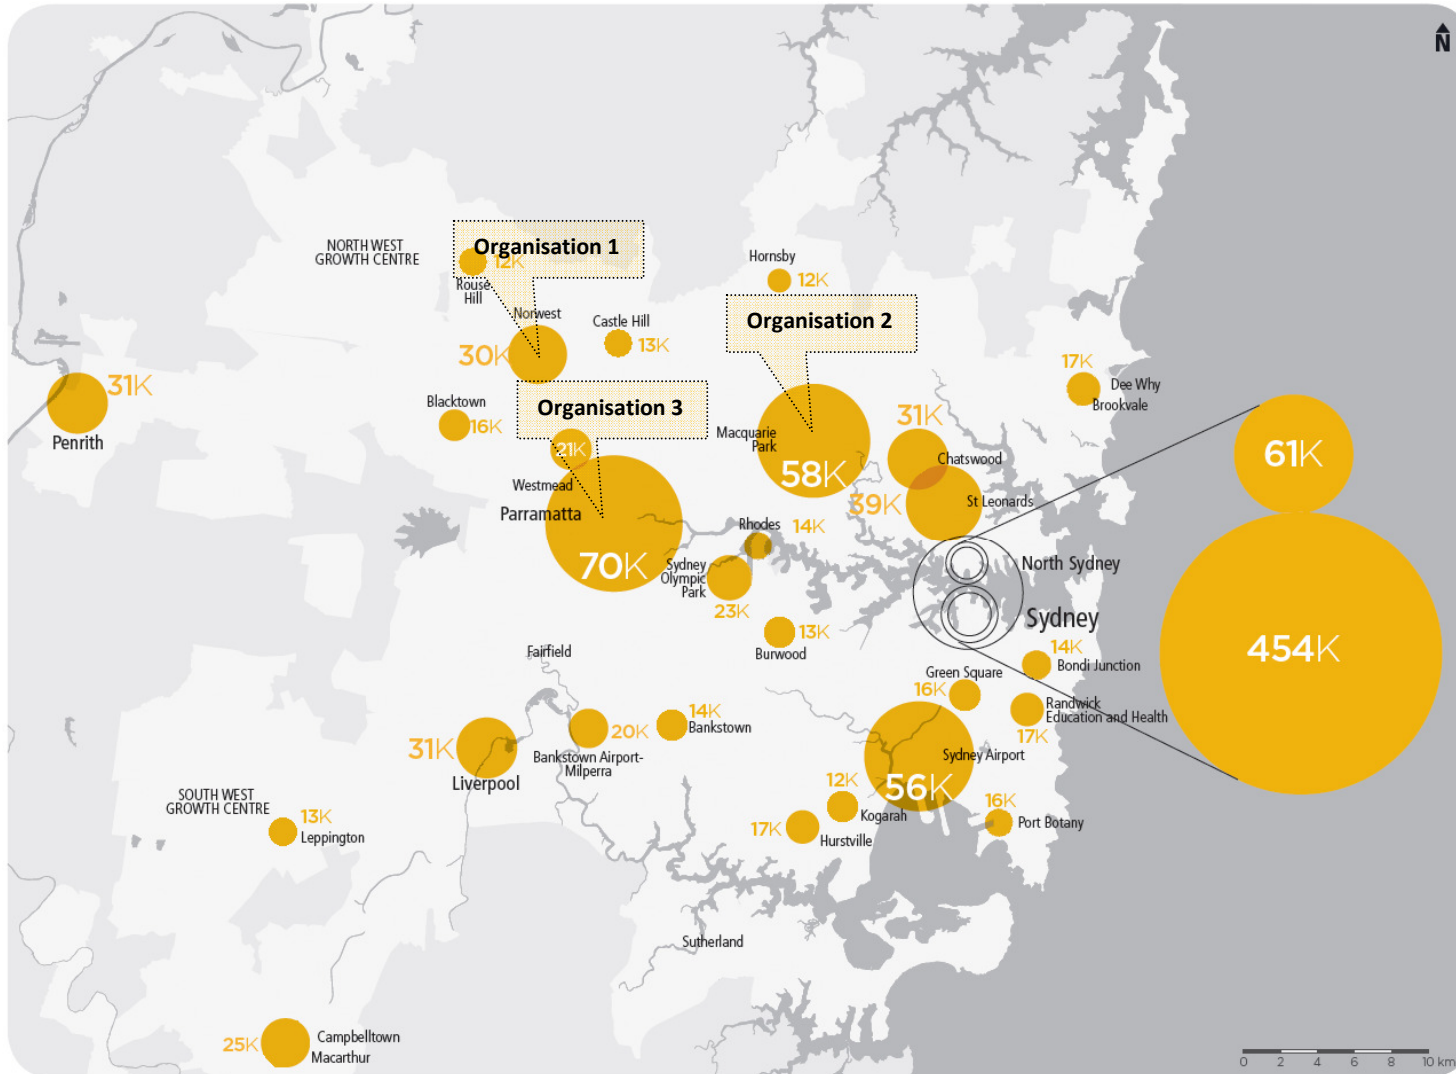 N
NORTH WEST
GROWTH CENTRE
Organisation 1
12K
Rouse
Hill
Hornsby
12K
Norwest
30K
Castle Hill
13K
Organisation 2
17K
Dee Why
Brookvale
31K
Penrith
Blacktown
16K
Organisation 3
21K
Westmead
Parramatta
70K
Macquarie
Park
58K
31K
Chatswood
39K
St Leonards
61K
454K
Rhodes
14K
Sydney
Olympic
Park
23K
North Sydney
Sydney
13K
Burwood
Fairfield
14K
Bondi Junction
Green Square
16K
Randwick
Education and Health
17K
31K
Liverpool
20K
Bankstown Airport-
Milperra
14K
Bankstown
Sydney Airport
56K
SOUTH WEST
GROWTH CENTRE
13K
Leppington
12K
Kogarah
17K
Hurstville
16K
Port Botany
Sutherland
25K
Campbelltown
Macarthur
0 2 4 6 8 10 km